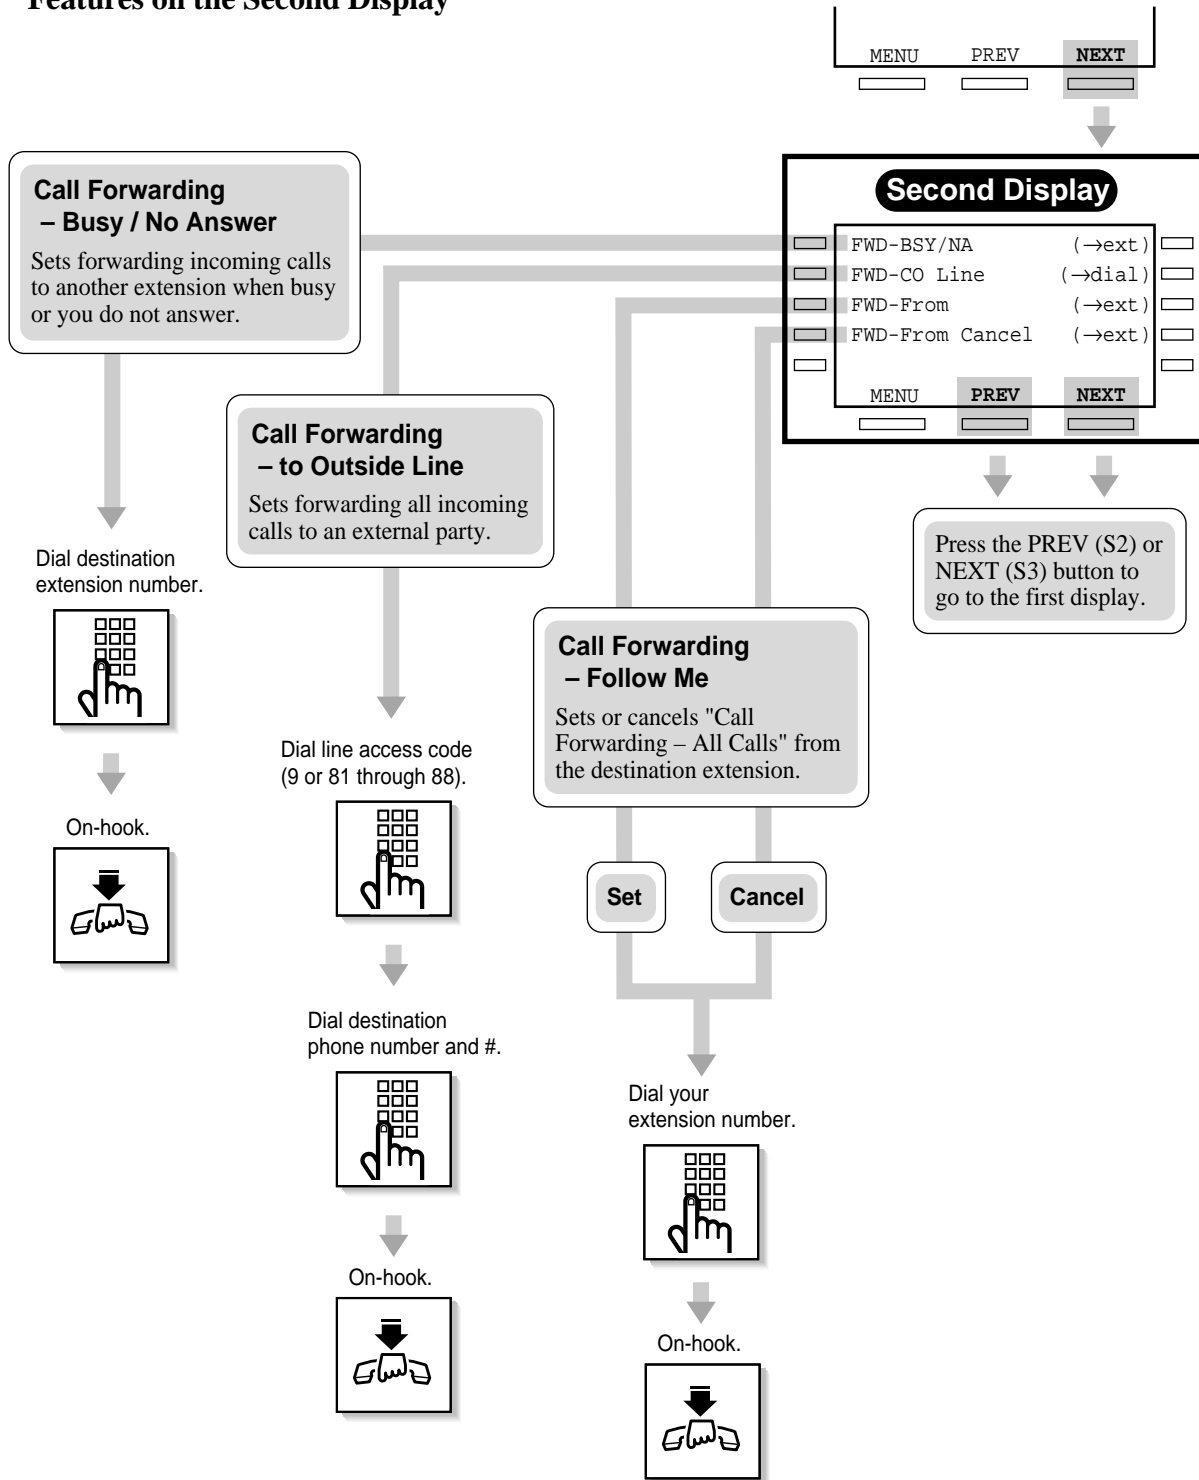 Features on the Second Display
MENU PREV NEXT
Second Display
FWD-BSY/NA (→ext)
FWD-CO Line (→dial)
FWD-From (→ext)
FWD-From Cancel (→ext)
MENU PREV NEXT
Press the PREV (S2) or
NEXT (S3) button to
go to the first display.
Call Forwarding
– Busy / No Answer
Sets forwarding incoming calls
to another extension when busy
or you do not answer.
Dial destination
extension number.
On-hook.
Call Forwarding
– to Outside Line
Sets forwarding all incoming
calls to an external party.
Dial line access code
(9 or 81 through 88).
Dial destination
phone number and #.
On-hook.
Call Forwarding
– Follow Me
Sets or cancels "Call
Forwarding – All Calls" from
the destination extension.
Set
Cancel
Dial your
extension number.
On-hook.